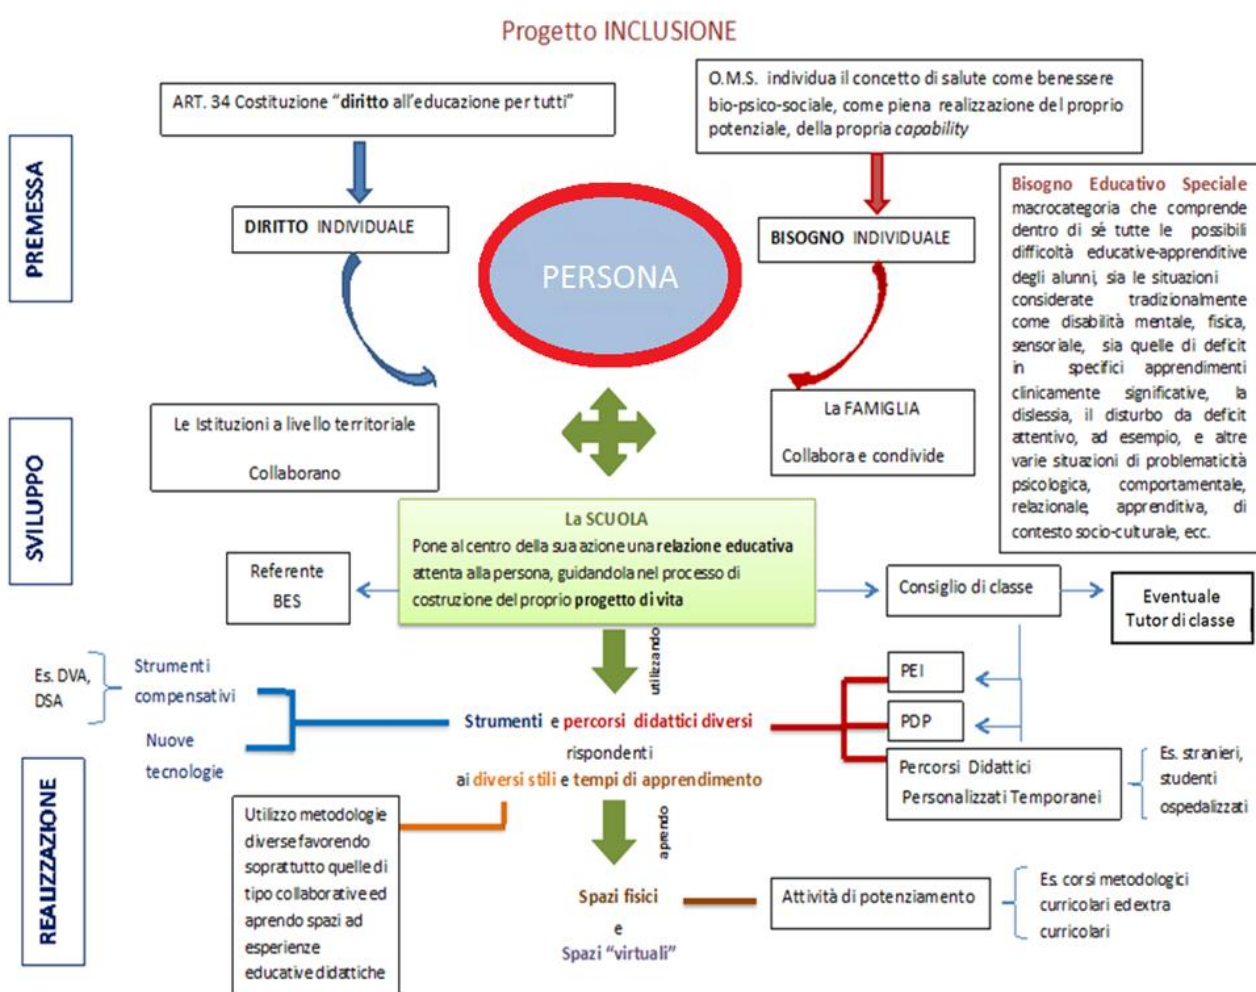 Progetto INCLUSIONE
ART. 34 Costituzione “diritto all’educazione per tutti”
O.M.S. individua il concetto di salute come benessere
bio-psico-sociale, come piena realizzazione del proprio
potenziale, della propria capability
PREMESSA
DIRITTO INDIVIDUALE
PERSONA
BISOGNO INDIVIDUALE
Bisogno Educativo Speciale
macrocategoria che comprende
dentro di sé tutte le possibili
difficoltà educative-apprenditive
degli alunni, sia le situazioni
considerate tradizionalmente
come disabilità mentale, fisica,
sensoriale, sia quelle di deficit
in specifici apprendimenti
clinicamente significative, la
dislessia, il disturbo da deficit
attentivo, ad esempio, e altre
varie situazioni di problematicità
psicologica, comportamentale,
relazionale, apprenditiva, di
contesto socio-culturale, ecc.
SVILUPPO
Le Istituzioni a livello territoriale
Collaborano
La FAMIGLIA
Collabora e condivide
La SCUOLA
Pone al centro della sua azione una relazione educativa
attenta alla persona, guidandola nel processo di
costruzione del proprio progetto di vita
Referente
BES
Consiglio di classe
Eventuale
Tutor di classe
utilizzando
REALIZZAZIONE
Es. DVA,
DSA
Strumenti
compensativi
Nuove
tecnologie
Strumenti e percorsi didattici diversi
rispondenti
ai diversi stili e tempi di apprendimento
PEI
PDP
Percorsi Didattici
Personalizzati Temporanei
Es. stranieri,
studenti
ospedalizzati
Utilizzo metodologie
diverse favorendo
soprattutto quelle di
tipo collaborative ed
aprendo spazi ad
esperienze
educative didattiche
aprendo
Spazi fisici
e
Spazi “virtuali”
Attività di potenziamento
Es. corsi metodologici
curricolari ed extra
curricolari